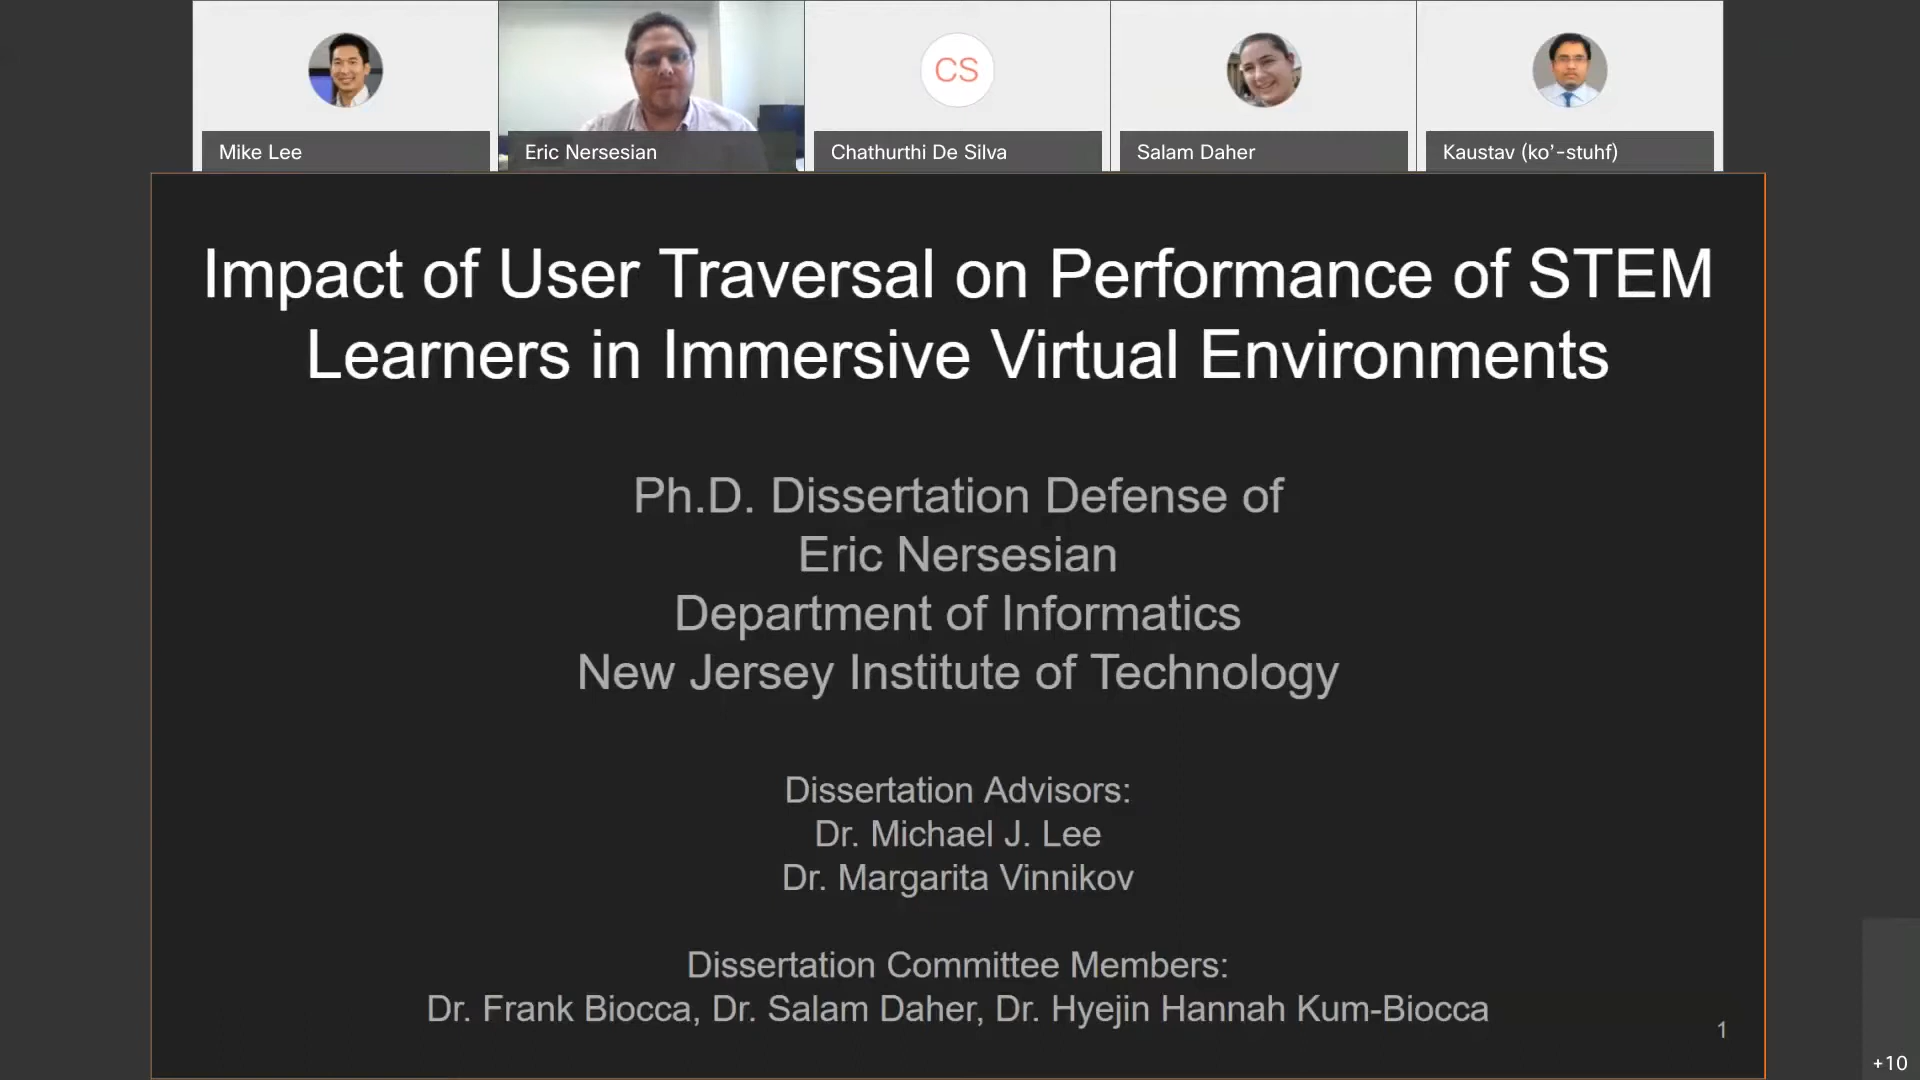 Mike Lee
Eric Nersesian
CS
Chathurthi De Silva
Salam Daher
Kaustav (ko’-stuhf)
Impact of User Traversal on Performance of STEM
Learners in Immersive Virtual Environments
Ph.D. Dissertation Defense of
Eric Nersesian
Department of Informatics
New Jersey Institute of Technology
Dissertation Advisors:
Dr. Michael J. Lee
Dr. Margarita Vinnikov
Dissertation Committee Members:
Dr. Frank Biocca, Dr. Salam Daher, Dr. Hyejin Hannah Kum-Biocca
1
+10